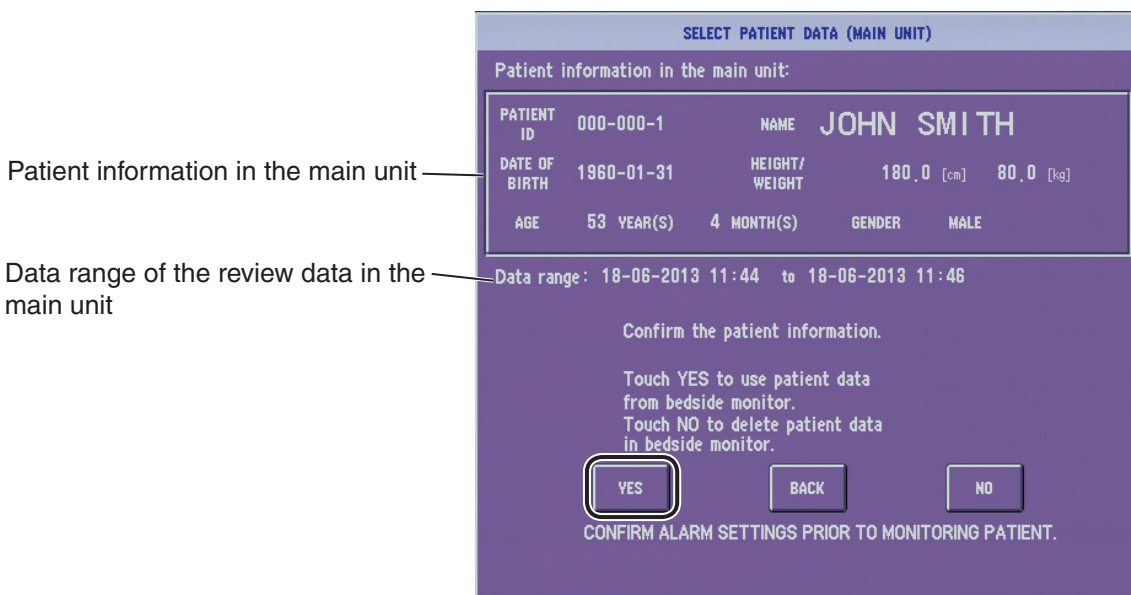 SELECT PATIENT DATA (MAIN UNIT)
Patient information in the main unit:
PATIENT ID 000-000-1 NAME JOHN SMITH
Patient information in the main unit
DATE OF BIRTH 1960-01-31 HEIGHT/ WEIGHT 180.0 [cm] 80.0 [kg]
AGE 53 YEAR(S) 4 MONTH(S) GENDER MALE
Data range of the review data in the
main unit
Data range: 18-06-2013 11:44 to 18-06-2013 11:46
Confirm the patient information.
Touch YES to use patient data
from bedside monitor.
Touch NO to delete patient data
in bedside monitor.
YES BACK NO
CONFIRM ALARM SETTINGS PRIOR TO MONITORING PATIENT.